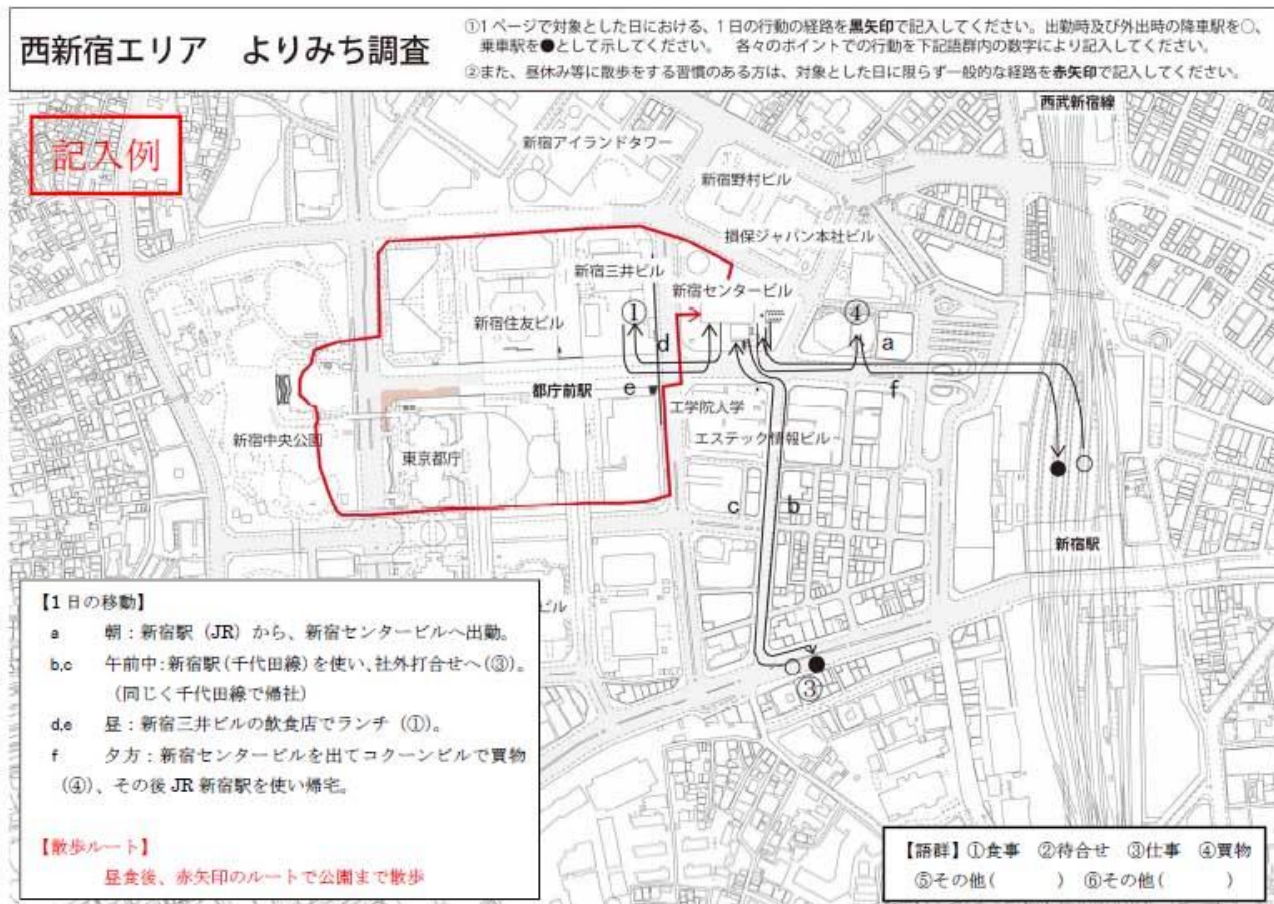 西新宿エリア　よりみち調査
①1ページで対象とした日における、1日の行動の経路を黒矢印で記入してください。出勤時及び外出時の降車駅を○、
乗車駅を●として示してください。　各々のポイントでの行動を下記語群内の数字により記入してください。
②また、昼休み等に散歩をする習慣のある方は、対象とした日に限らず一般的な経路を赤矢印で記入してください。
記入例
西武新宿線
新宿アイランドタワー
新宿野村ビル
損保ジャパン本社ビル
新宿三井ビル
新宿センタービル
①
④
新宿住友ビル
d
a
都庁前駅
e
f
工学院大学
新宿中央公園
東京都庁
エステック情報ビル
c
b
新宿駅
③
ビル
【1日の移動】
a　朝：新宿駅（JR）から、新宿センタービルへ出勤。
b,c　午前中：新宿駅（千代田線）を使い、社外打合せへ（③）。
（同じく千代田線で帰社）
d,e　昼：新宿三井ビルの飲食店でランチ（①）。
f　夕方：新宿センタービルを出てコクーンビルで買物
（④）、その後JR新宿駅を使い帰宅。
【散歩ルート】
昼食後、赤矢印のルートで公園まで散歩
【語群】①食事　②待合せ　③仕事　④買物
⑤その他(　　　)　⑥その他(　　　)